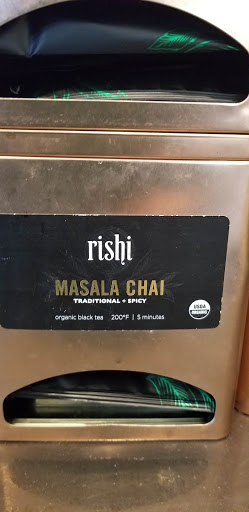 rishi
MASALA CHAI
TRADITIONAL + SPICY
organic black tea 200°F | 5 minutes
USDA
ORGANIC